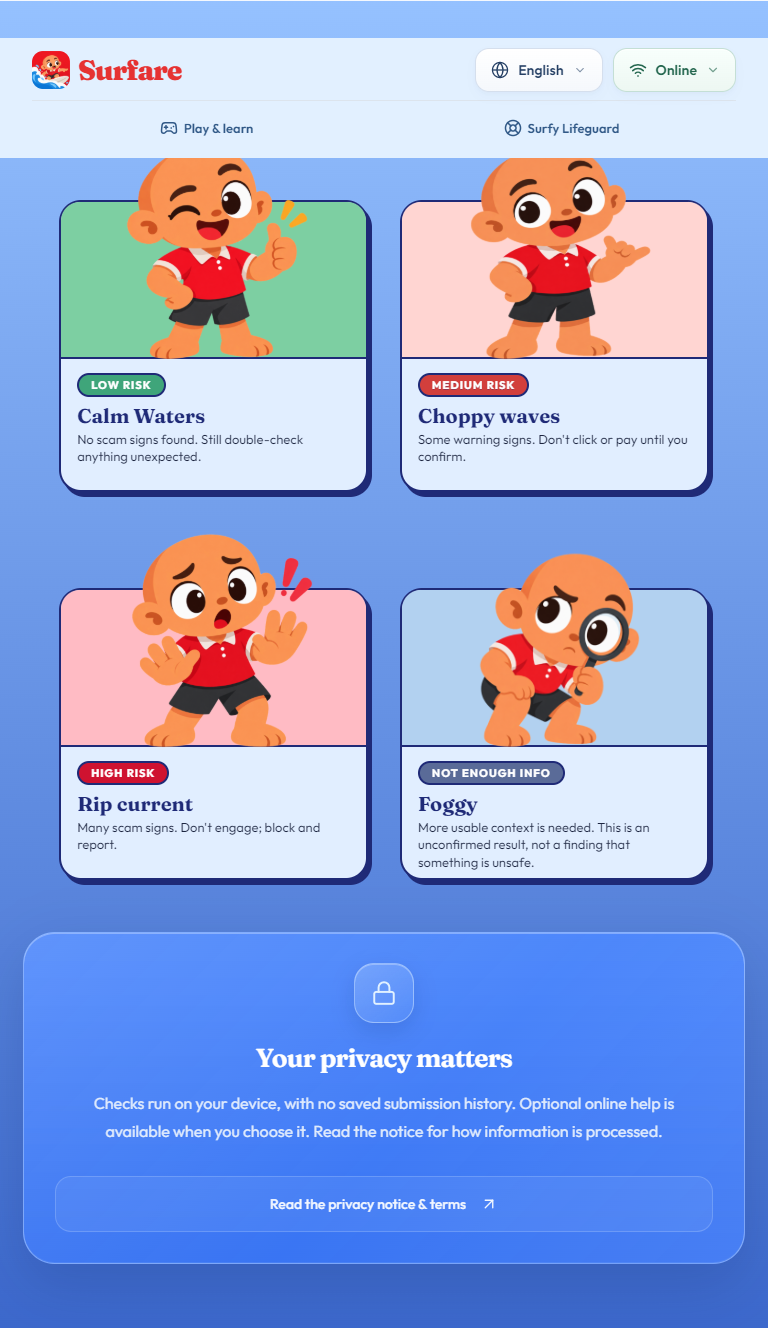 Surfare
English
Online
Play & learn
Surfy Lifeguard
LOW RISK
Calm Waters
No scam signs found. Still double-check
anything unexpected.
MEDIUM RISK
Choppy waves
Some warning signs. Don't click or pay until you
confirm.
HIGH RISK
Rip current
Many scam signs. Don't engage; block and
report.
NOT ENOUGH INFO
Foggy
More usable context is needed. This is an
unconfirmed result, not a finding that
something is unsafe.
Your privacy matters
Checks run on your device, with no saved submission history. Optional online help is
available when you choose it. Read the notice for how information is processed.
Read the privacy notice & terms